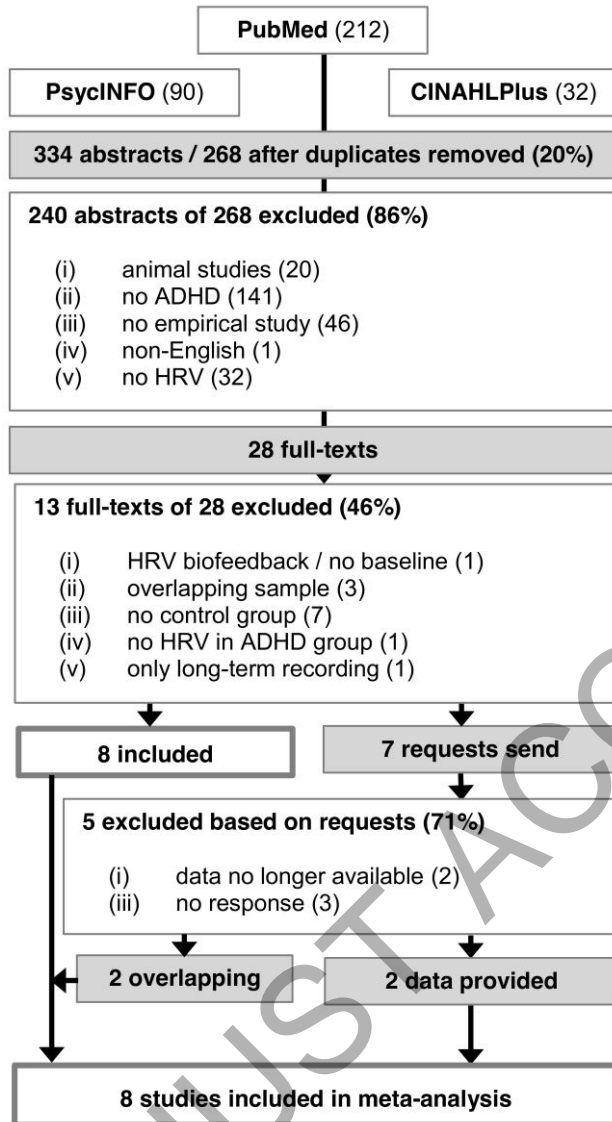 PubMed (212)
PsycINFO (90)
CINAHLPlus (32)
334 abstracts / 268 after duplicates removed (20%)
240 abstracts of 268 excluded (86%)
(i) animal studies (20)
(ii) no ADHD (141)
(iii) no empirical study (46)
(iv) non-English (1)
(v) no HRV (32)
28 full-texts
13 full-texts of 28 excluded (46%)
(i) HRV biofeedback / no baseline (1)
(ii) overlapping sample (3)
(iii) no control group (7)
(iv) no HRV in ADHD group (1)
(v) only long-term recording (1)
8 included
7 requests send
5 excluded based on requests (71%)
(i) data no longer available (2)
(iii) no response (3)
2 overlapping
2 data provided
8 studies included in meta-analysis
JUST ACC